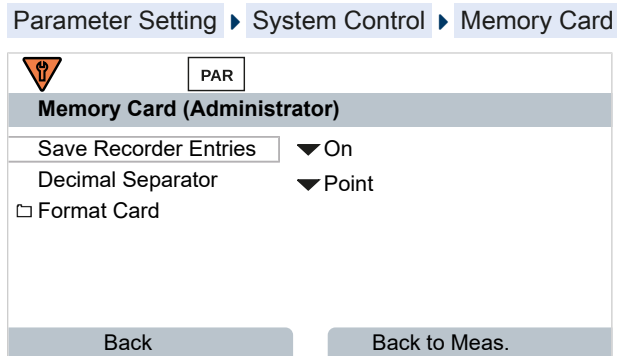 Parameter Setting ▸ System Control ▸ Memory Card
PAR
Memory Card (Administrator)
Save Recorder Entries On
Decimal Separator Point
Format Card
Back Back to Meas.